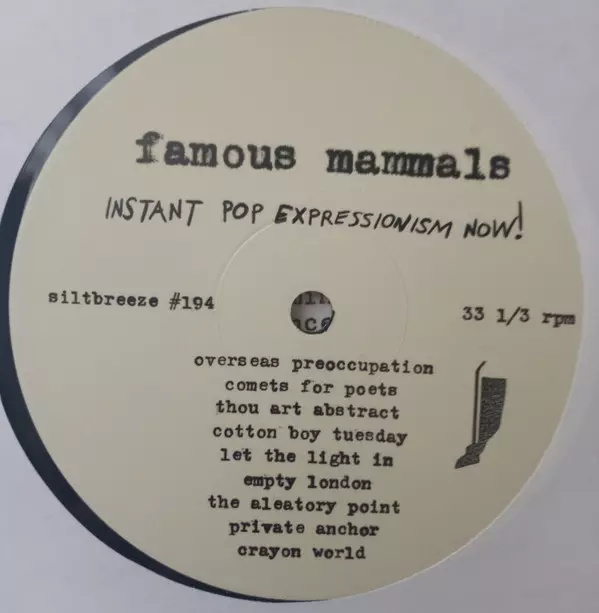 famous mammals
INSTANT POP EXPRESSIONISM NOW!
siltbreeze #194
33 1/3 rpm
overseas preoccupation
comets for poets
thou art abstract
cotton boy tuesday
let the light in
empty london
the aleatory point
private anchor
crayon world